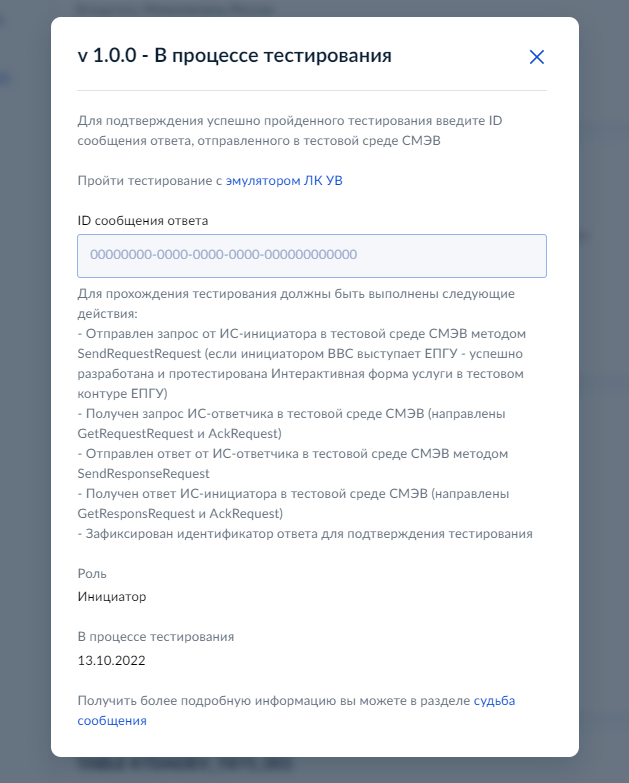 v 1.0.0 - В процессе тестирования
Для подтверждения успешно пройденного тестирования введите ID
сообщения ответа, отправленного в тестовой среде СМЭВ
Пройти тестирование с эмулятором ЛК УВ
ID сообщения ответа
00000000-0000-0000-0000-000000000000
Для прохождения тестирования должны быть выполнены следующие
действия:
- Отправлен запрос от ИС-инициатора в тестовой среде СМЭВ методом
SendRequestRequest (если инициатором ВВС выступает ЕПГУ - успешно
разработана и протестирована Интерактивная форма услуги в тестовом
контуре ЕПГУ)
- Получен запрос ИС-ответчика в тестовой среде СМЭВ (направлены
GetRequestRequest и AckRequest)
- Отправлен ответ от ИС-ответчика в тестовой среде СМЭВ методом
SendResponseRequest
- Получен ответ ИС-инициатора в тестовой среде СМЭВ (направлены
GetResponsRequest и AckRequest)
- Зафиксирован идентификатор ответа для подтверждения тестирования
Роль
Инициатор
В процессе тестирования
13.10.2022
Получить более подробную информацию вы можете в разделе судьба
сообщения